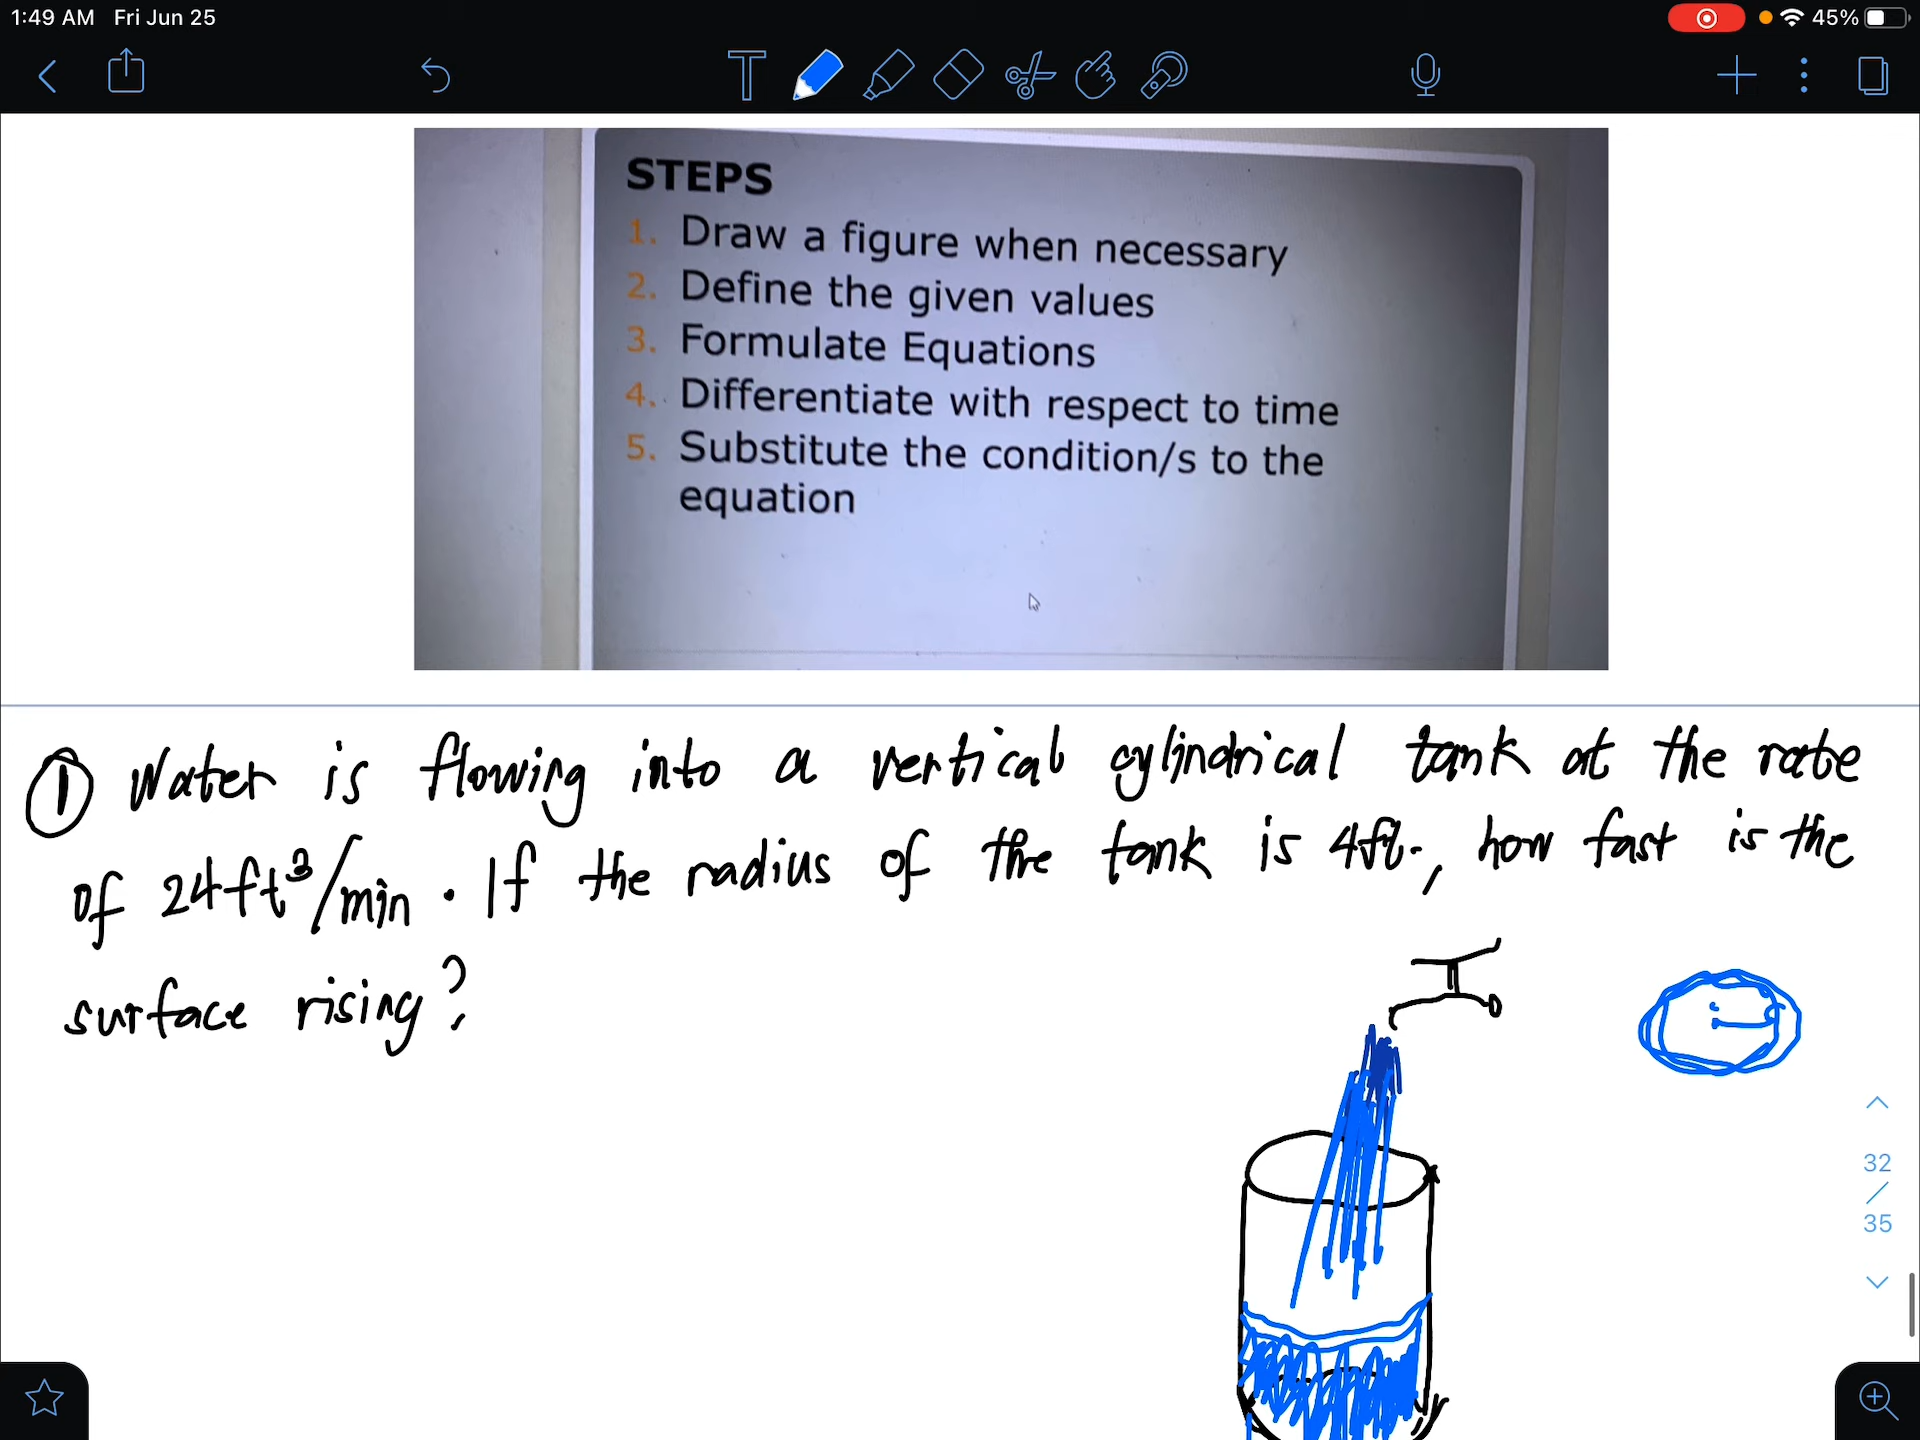 1:49 AM Fri Jun 25
45%
STEPS
1. Draw a figure when necessary
2. Define the given values
3. Formulate Equations
4. Differentiate with respect to time
5. Substitute the condition/s to the
equation
① Water is flowing into a vertical cylindrical tank at the rate
of 24ft³/min. If the radius of the tank is 4ft., how fast is the
surface rising?
32
/
35